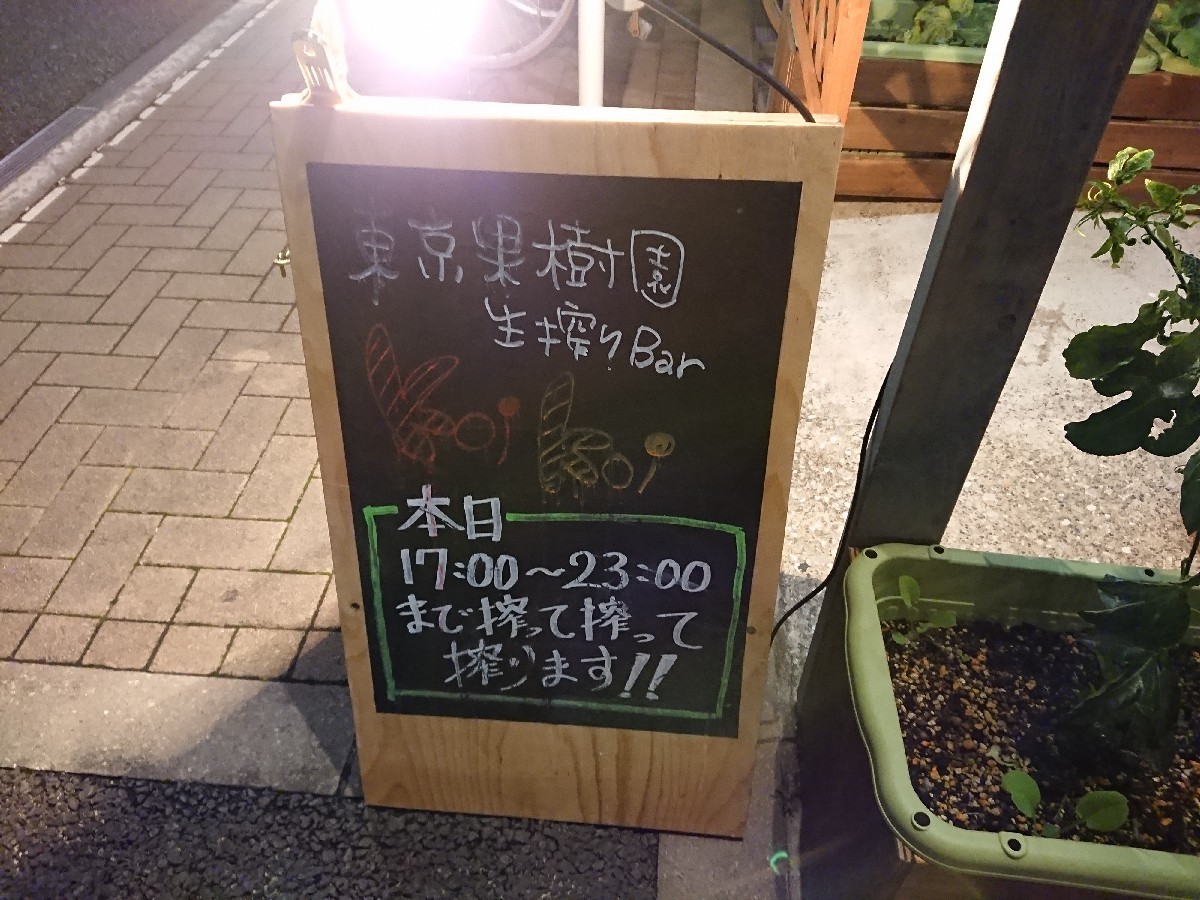 東京果樹園
生搾りBar
本日
17:00〜23:00
まで搾って搾って
搾ります!!